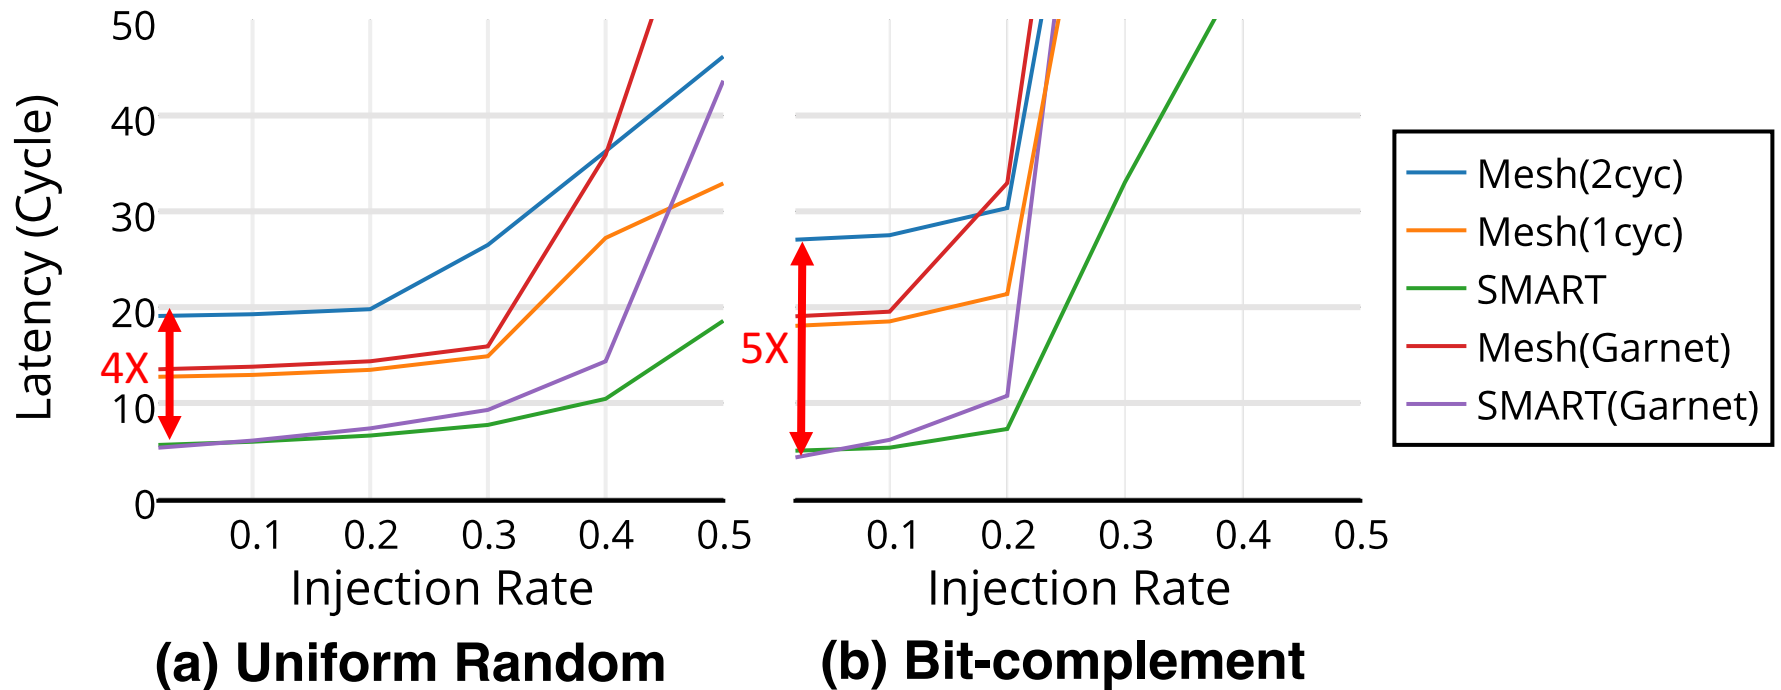 Latency (Cycle)
50
40
30
20
10
0
4X
0.1 0.2 0.3 0.4 0.5
Injection Rate
(a) Uniform Random
5X
0.1 0.2 0.3 0.4 0.5
Injection Rate
(b) Bit-complement
Mesh(2cyc)
Mesh(1cyc)
SMART
Mesh(Garnet)
SMART(Garnet)